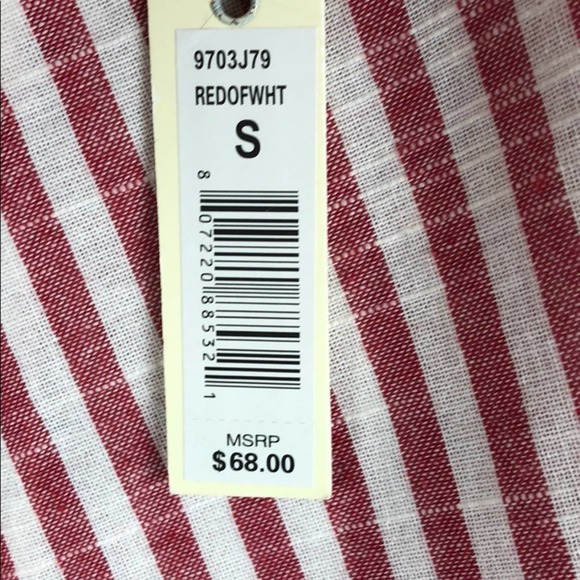 9703J79
REDOFWHT
S
8 07220 88532 1
MSRP
$68.00